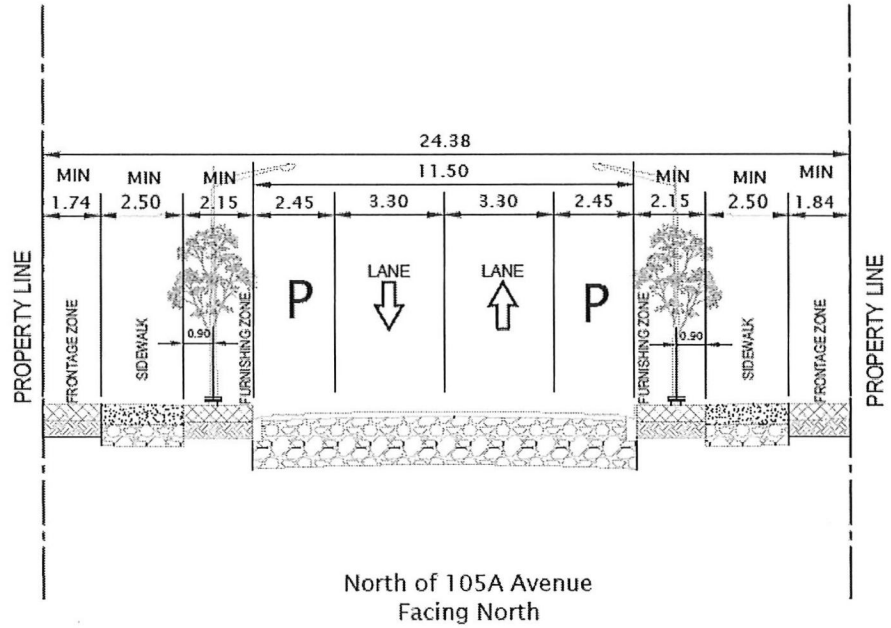 24.38
MIN MIN MIN 11.50 MIN MIN MIN
1.74 2.50 2.15 2.45 3.30 3.30 2.45 2.15 2.50 1.84
PROPERTY LINE
FRONTAGE ZONE
SIDEWALK
0.90
FURNISHING ZONE
P
LANE
LANE
P
FURNISHING ZONE
0.90
SIDEWALK
FRONTAGE ZONE
PROPERTY LINE
North of 105A Avenue
Facing North